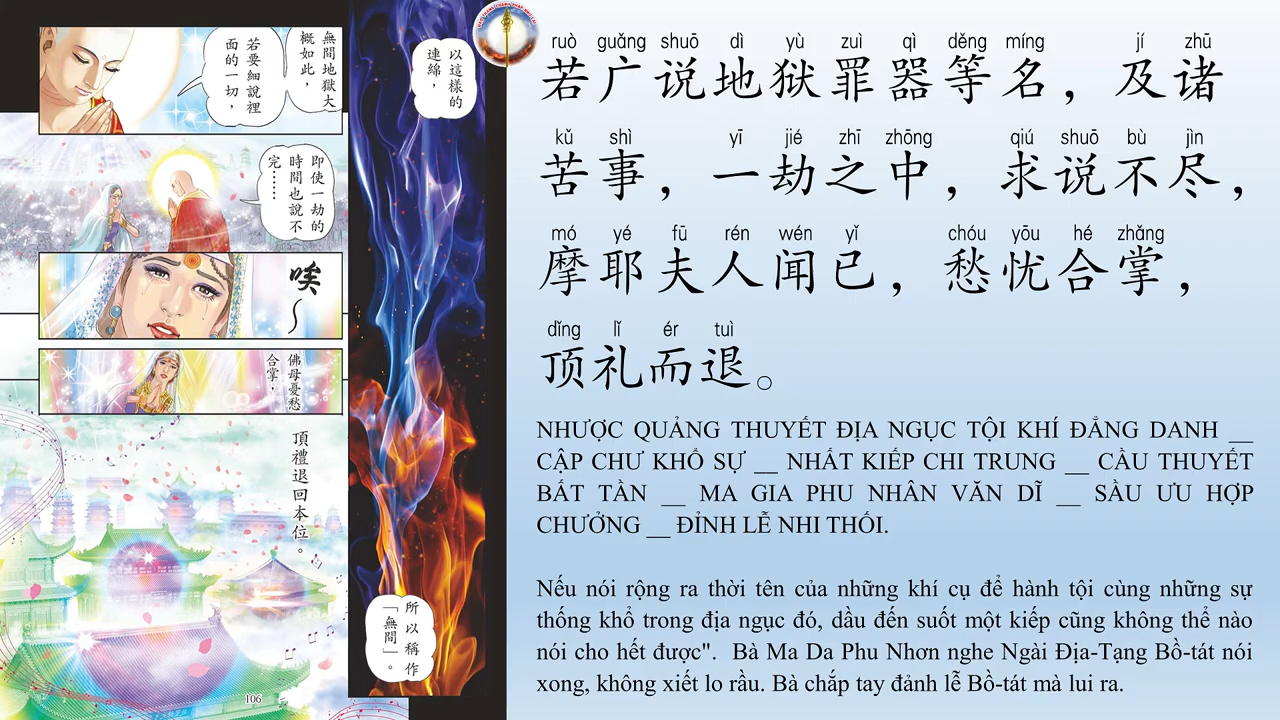 無間地獄大
概如此，
若要細說裡
面的一切，
即使一劫的
時間也說不
完……
唉～
佛母憂愁
合掌，
頂禮退回本位。
106
以這樣的
連綿，
所以稱作
「無間」。
ruò guǎng shuō dì yù zuì qì děng míng jí zhū
若广说地狱罪器等名，及诸
kǔ shì yī jié zhī zhōng qiú shuō bù jìn
苦事，一劫之中，求说不尽，
mó yé fū rén wén yǐ chóu yōu hé zhǎng
摩耶夫人闻已，愁忧合掌，
dǐng lǐ ér tuì
顶礼而退。
NHƯỢC QUẢNG THUYẾT ĐỊA NGỤC TỘI KHÍ ĐẲNG DANH __
CẬP CHƯ KHỔ SỰ __ NHẤT KIẾP CHI TRUNG __ CẦU THUYẾT
BẤT TẦN __ MA GIA PHU NHÂN VĂN DĨ __ SẦU ƯU HỢP
CHƯỞNG __ ĐỈNH LỄ NHI THỐI.
Nếu nói rộng ra thời tên của những khí cụ để hành tội cùng những sự
thống khổ trong địa ngục đó, dầu đến suốt một kiếp cũng không thể nào
nói cho hết được". Bà Ma Da Phu Nhơn nghe Ngài Địa-Tạng Bồ-tát nói
xong, không xiết lo rầu. Bà chắp tay đảnh lễ Bồ-tát mà lui ra.